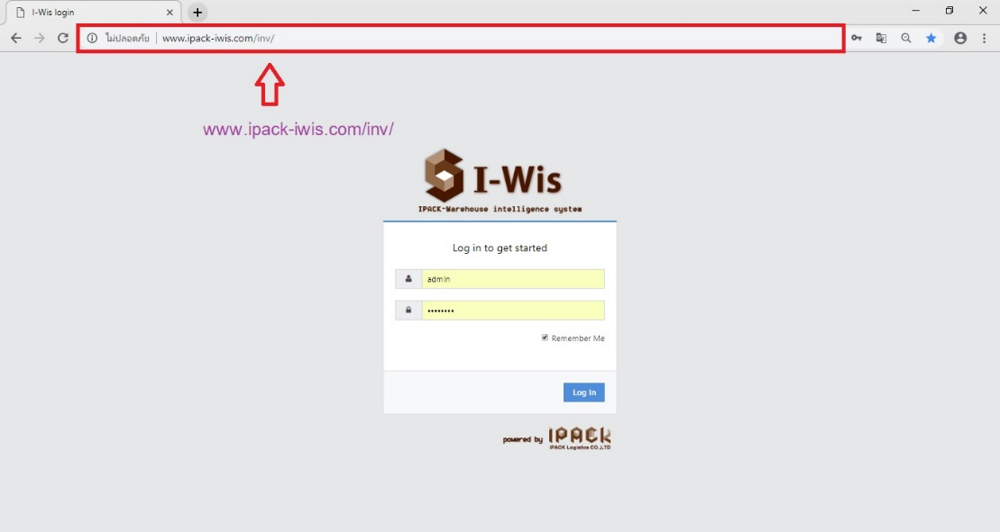 I-Wis login
ไม่ปลอดภัย www.ipack-iwis.com/inv/
www.ipack-iwis.com/inv/
I-Wis
IPACK-Warehouse intelligence system
Log in to get started
admin
••••••••
Remember Me
Log In
powered by IPACK
IPACK Logistics CO.,LTD